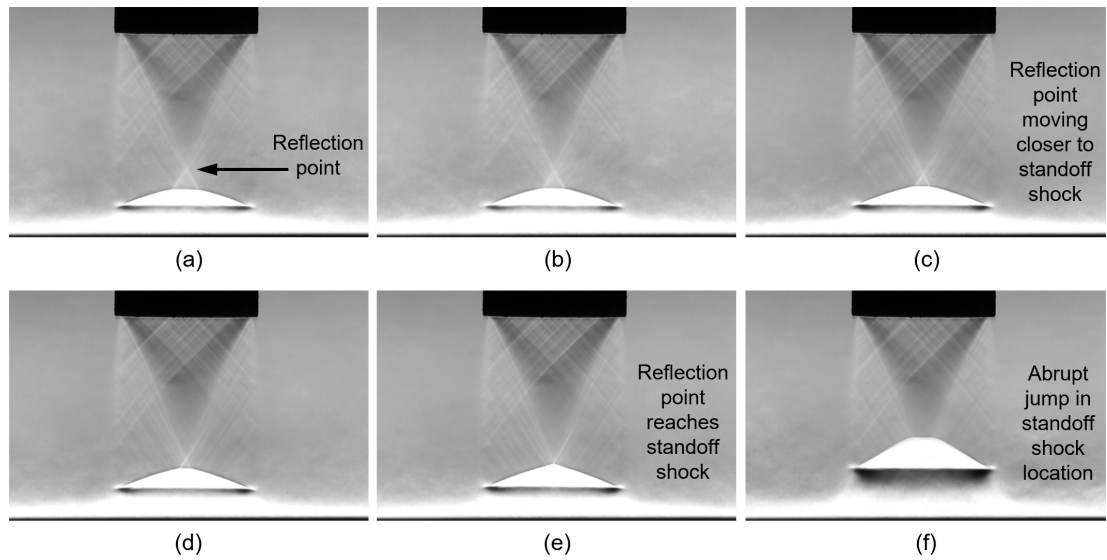 Reflection
point
Reflection
point
moving
closer to
standoff
shock
(a)
(b)
(c)
Reflection
point
reaches
standoff
shock
Abrupt
jump in
standoff
shock
location
(d)
(e)
(f)